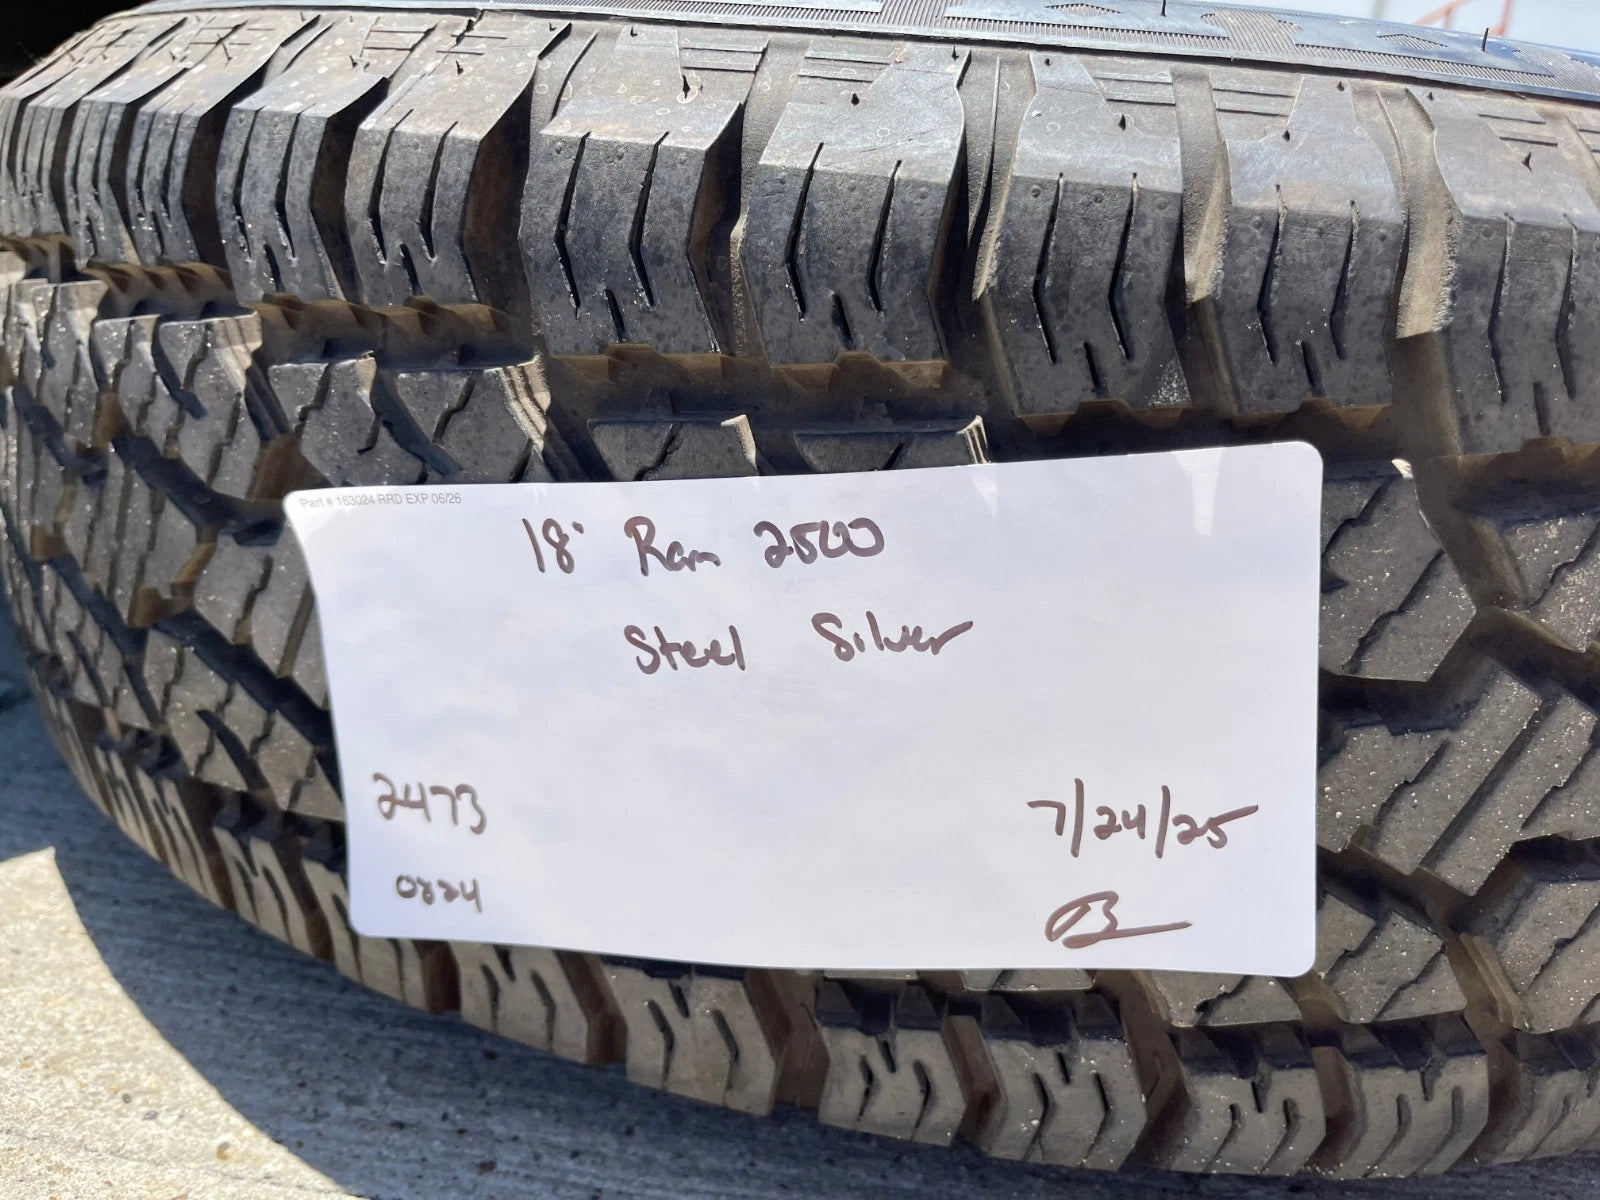 Part # 163024 RRD EXP 06/26
18" Ram 2500
Steel Silver
2473
7/24/25
0824
B